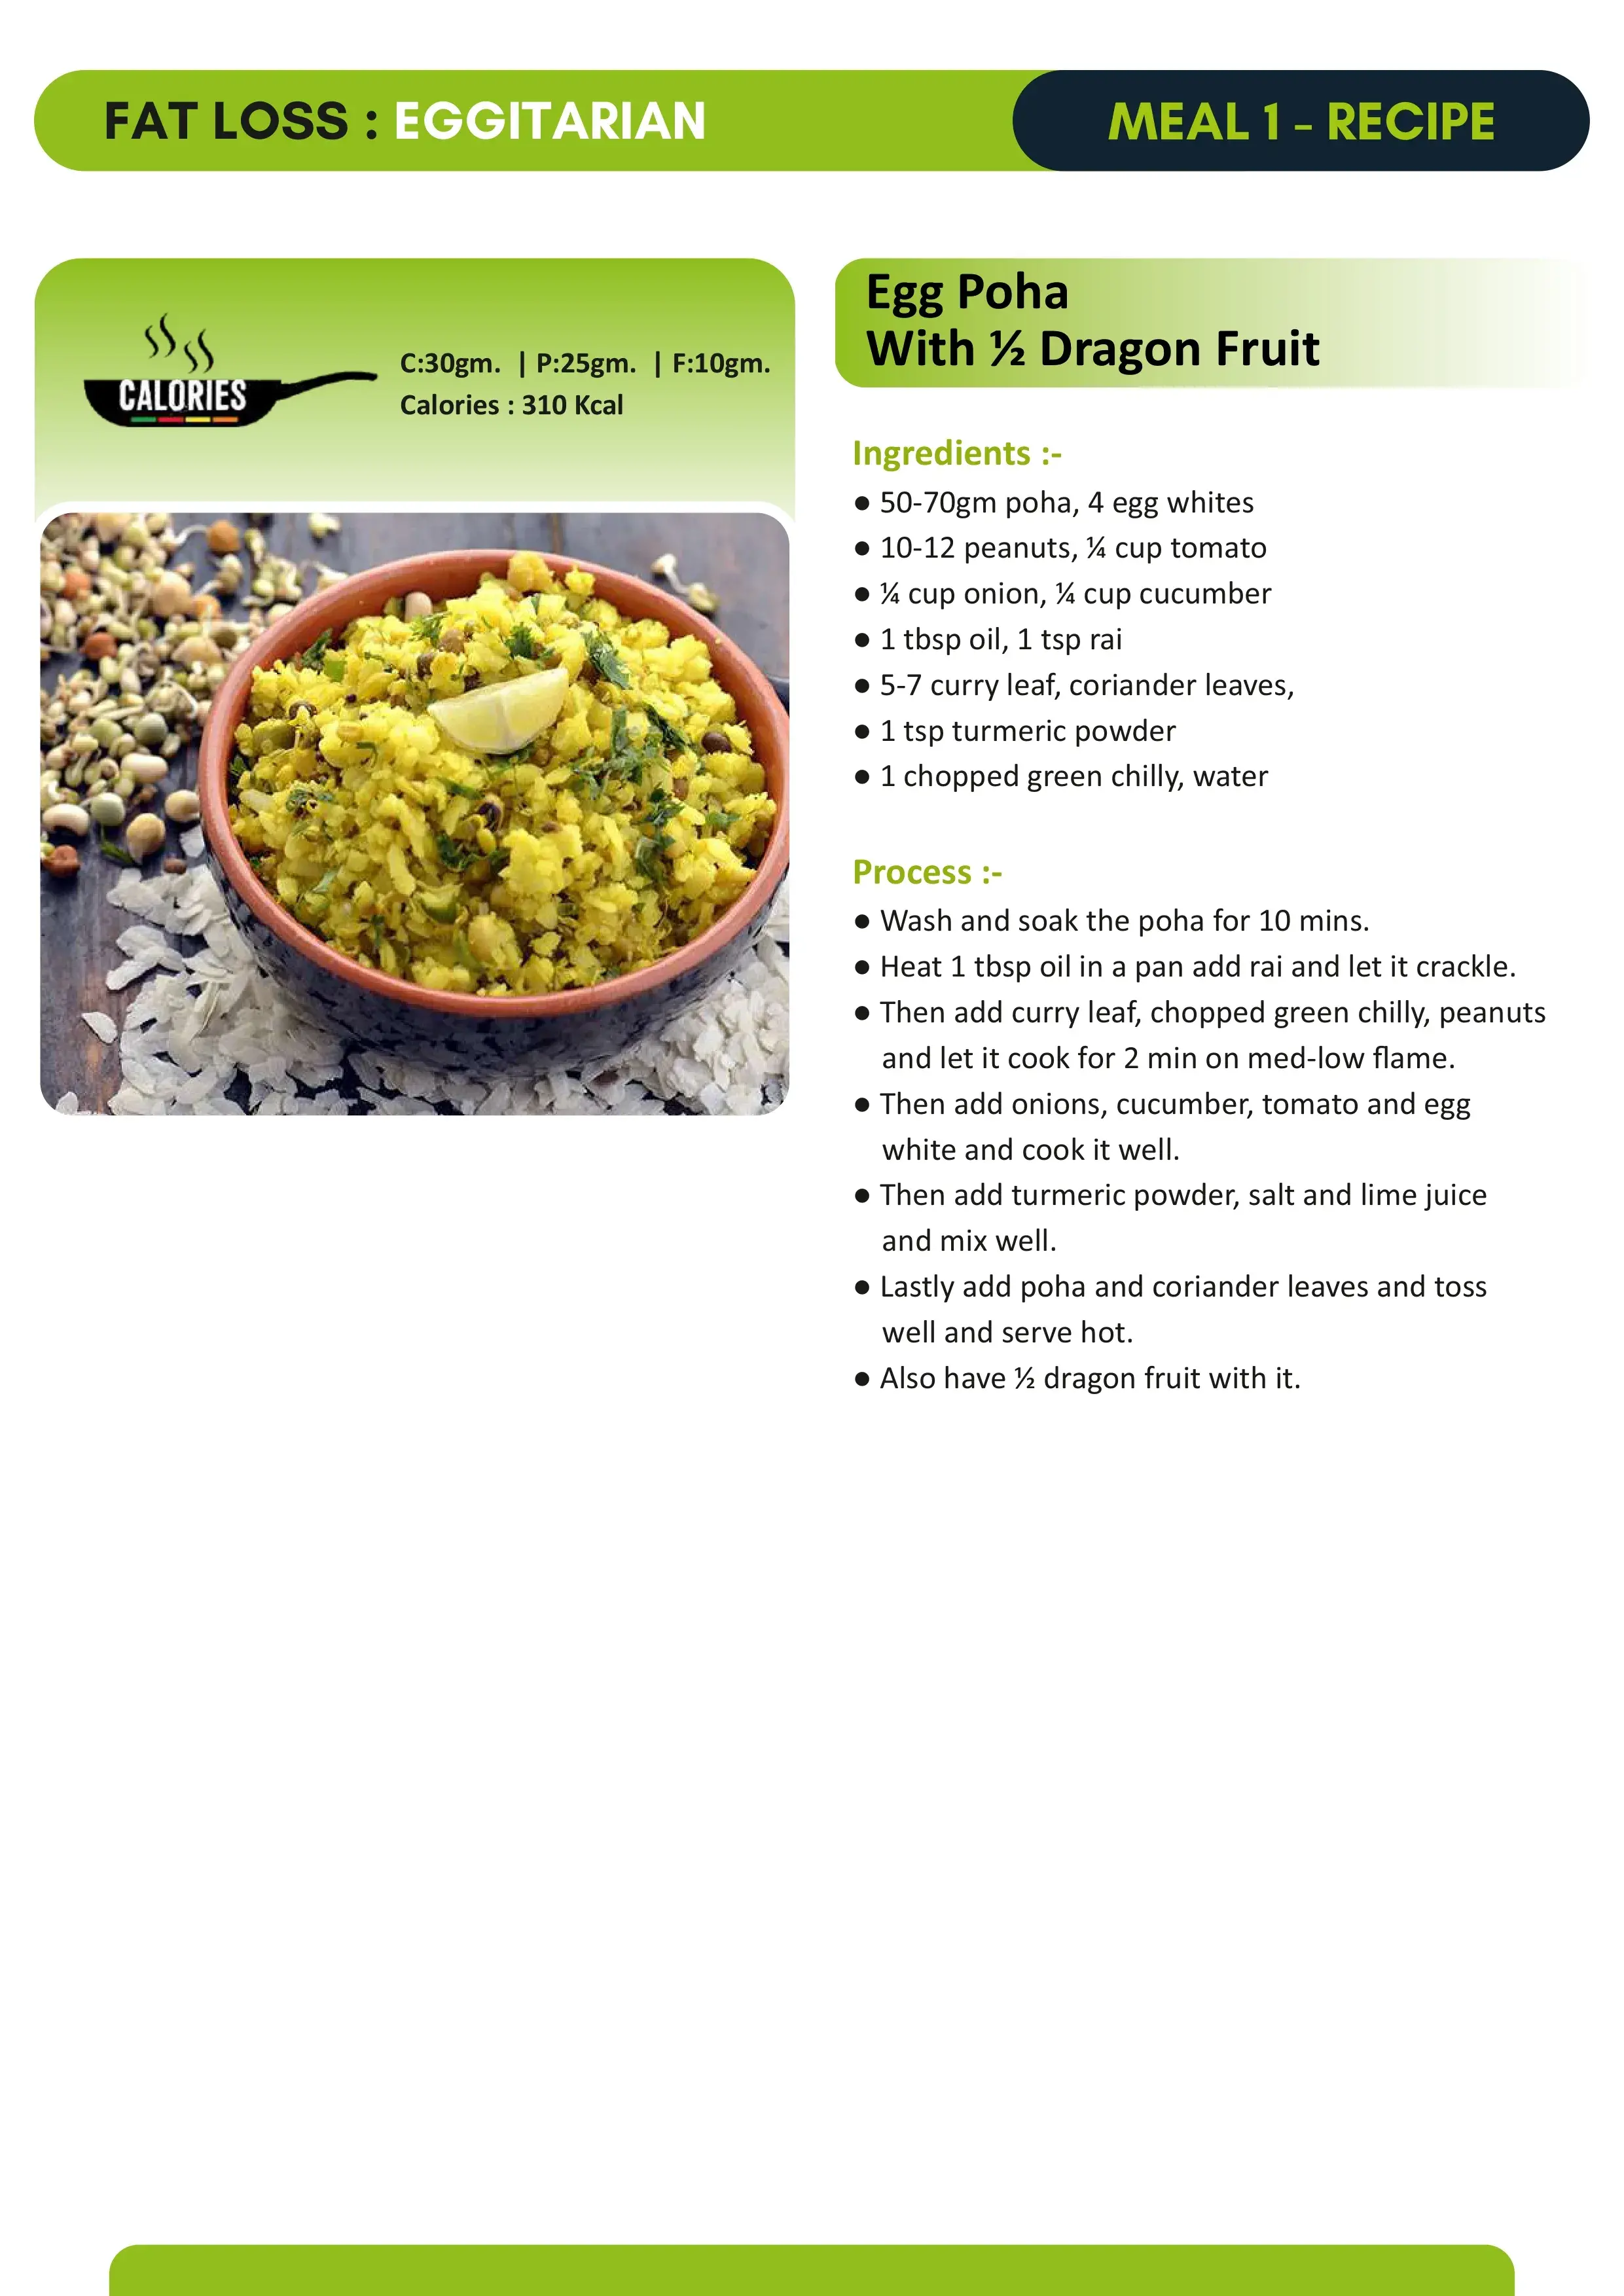 FAT LOSS : EGGITARIAN
MEAL 1 - RECIPE
CALORIES
C:30gm. | P:25gm. | F:10gm.
Calories : 310 Kcal
Egg Poha
With ½ Dragon Fruit
Ingredients :-
● 50-70gm poha, 4 egg whites
● 10-12 peanuts, ¼ cup tomato
● ¼ cup onion, ¼ cup cucumber
● 1 tbsp oil, 1 tsp rai
● 5-7 curry leaf, coriander leaves,
● 1 tsp turmeric powder
● 1 chopped green chilly, water
Process :-
● Wash and soak the poha for 10 mins.
● Heat 1 tbsp oil in a pan add rai and let it crackle.
● Then add curry leaf, chopped green chilly, peanuts
and let it cook for 2 min on med-low flame.
● Then add onions, cucumber, tomato and egg
white and cook it well.
● Then add turmeric powder, salt and lime juice
and mix well.
● Lastly add poha and coriander leaves and toss
well and serve hot.
● Also have ½ dragon fruit with it.